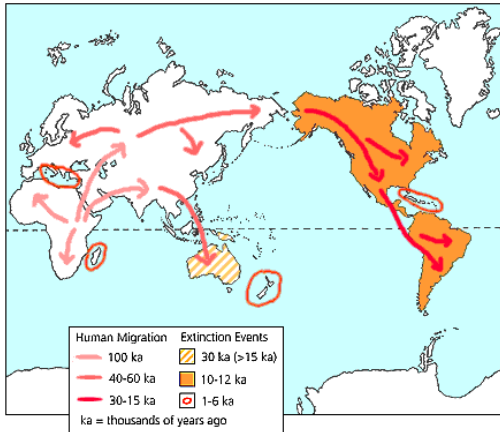 Human Migration
100 ka
40-60 ka
30-15 ka
ka = thousands of years ago
Extinction Events
30 ka (>15 ka)
10-12 ka
1-6 ka